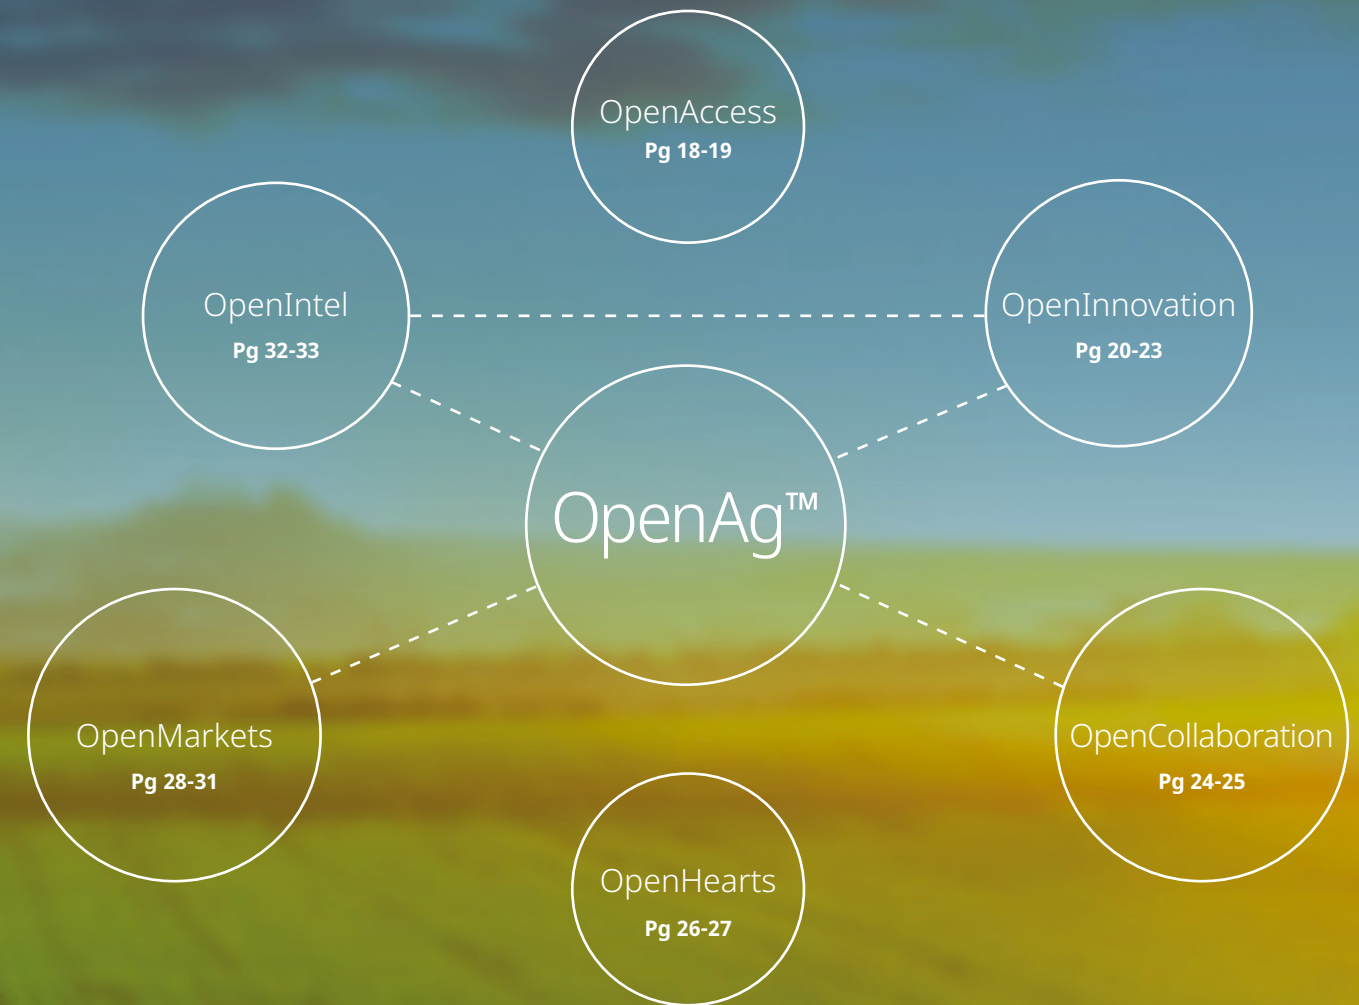 OpenAccess
Pg 18-19
OpenIntel
Pg 32-33
OpenInnovation
Pg 20-23
OpenAg™
OpenMarkets
Pg 28-31
OpenCollaboration
Pg 24-25
OpenHearts
Pg 26-27